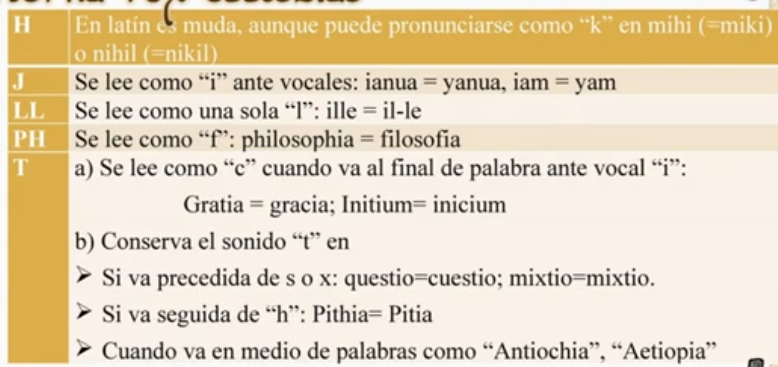 H En latín es muda, aunque puede pronunciarse como “k” en mihi (=miki)
o nihil (=nikil)
J Se lee como “i” ante vocales: ianua = yanua, iam = yam
LL Se lee como una sola “l”: ille = il-le
PH Se lee como “f”: philosophia = filosofia
T a) Se lee como “c” cuando va al final de palabra ante vocal “i”:
Gratia = gracia; Initium= inicium
b) Conserva el sonido “t” en
➢ Si va precedida de s o x: questio=cuestio; mixtio=mixtio.
➢ Si va seguida de “h”: Pithia= Pitia
➢ Cuando va en medio de palabras como “Antiochia”, “Aetiopia”